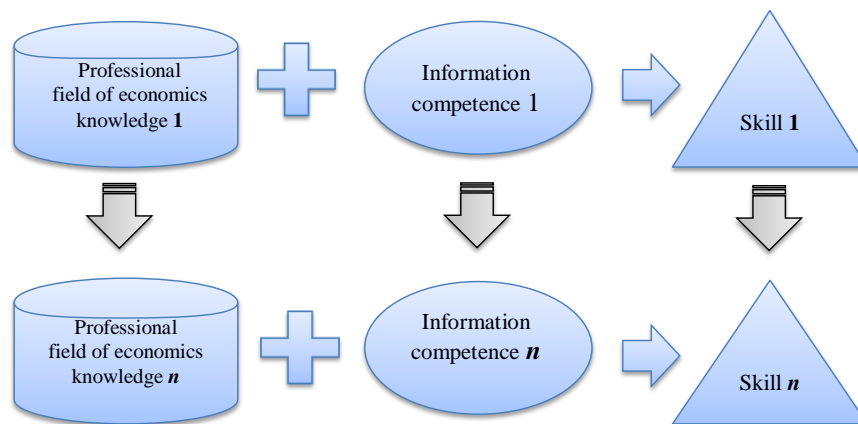 Professional
field of economics
knowledge 1
Information
competence 1
Skill 1
Professional
field of economics
knowledge n
Information
competence n
Skill n